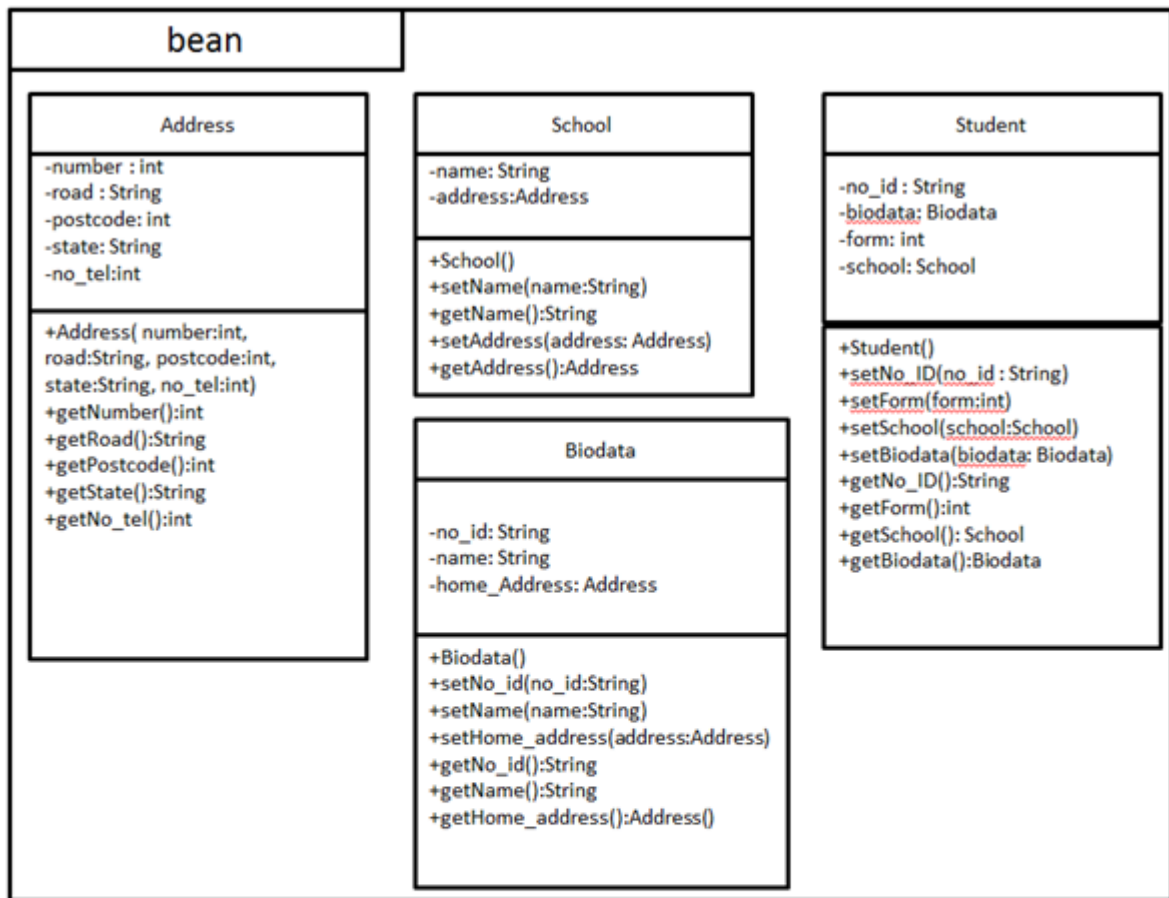 bean
Address
-number : int
-road : String
-postcode: int
-state: String
-no_tel:int
+Address( number:int,
road:String, postcode:int,
state:String, no_tel:int)
+getNumber():int
+getRoad():String
+getPostcode():int
+getState():String
+getNo_tel():int
School
-name: String
-address:Address
+School()
+setName(name:String)
+getName():String
+setAddress(address: Address)
+getAddress():Address
Biodata
-no_id: String
-name: String
-home_Address: Address
+Biodata()
+setNo_id(no_id:String)
+setName(name:String)
+setHome_address(address:Address)
+getNo_id():String
+getName():String
+getHome_address():Address()
Student
-no_id : String
-biodata: Biodata
-form: int
-school: School
+Student()
+setNo_ID(no_id : String)
+setForm(form:int)
+setSchool(school:School)
+setBiodata(biodata: Biodata)
+getNo_ID():String
+getForm():int
+getSchool(): School
+getBiodata():Biodata